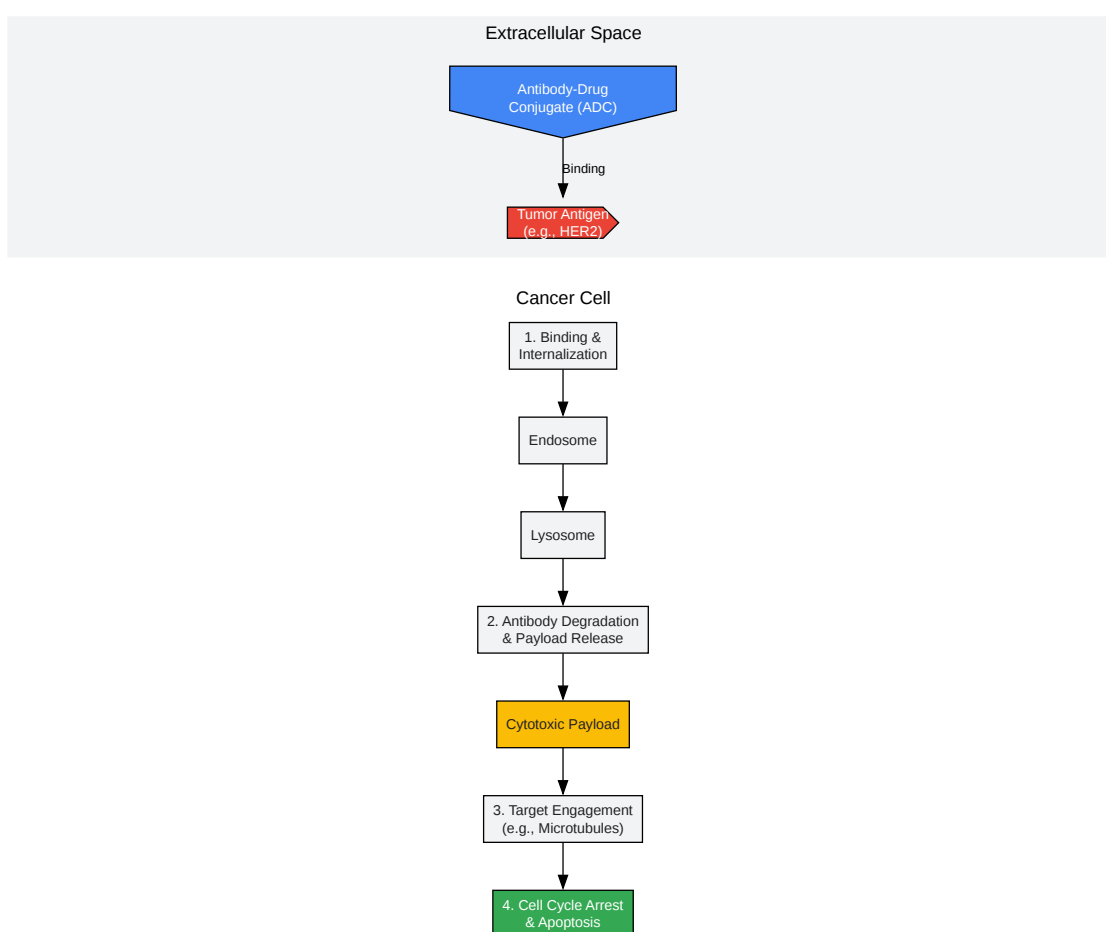 Extracellular Space
Antibody-Drug
Conjugate (ADC)
Binding
Tumor Antigen
(e.g., HER2)
Cancer Cell
1. Binding &
Internalization
Endosome
Lysosome
2. Antibody Degradation
& Payload Release
Cytotoxic Payload
3. Target Engagement
(e.g., Microtubules)
4. Cell Cycle Arrest
& Apoptosis